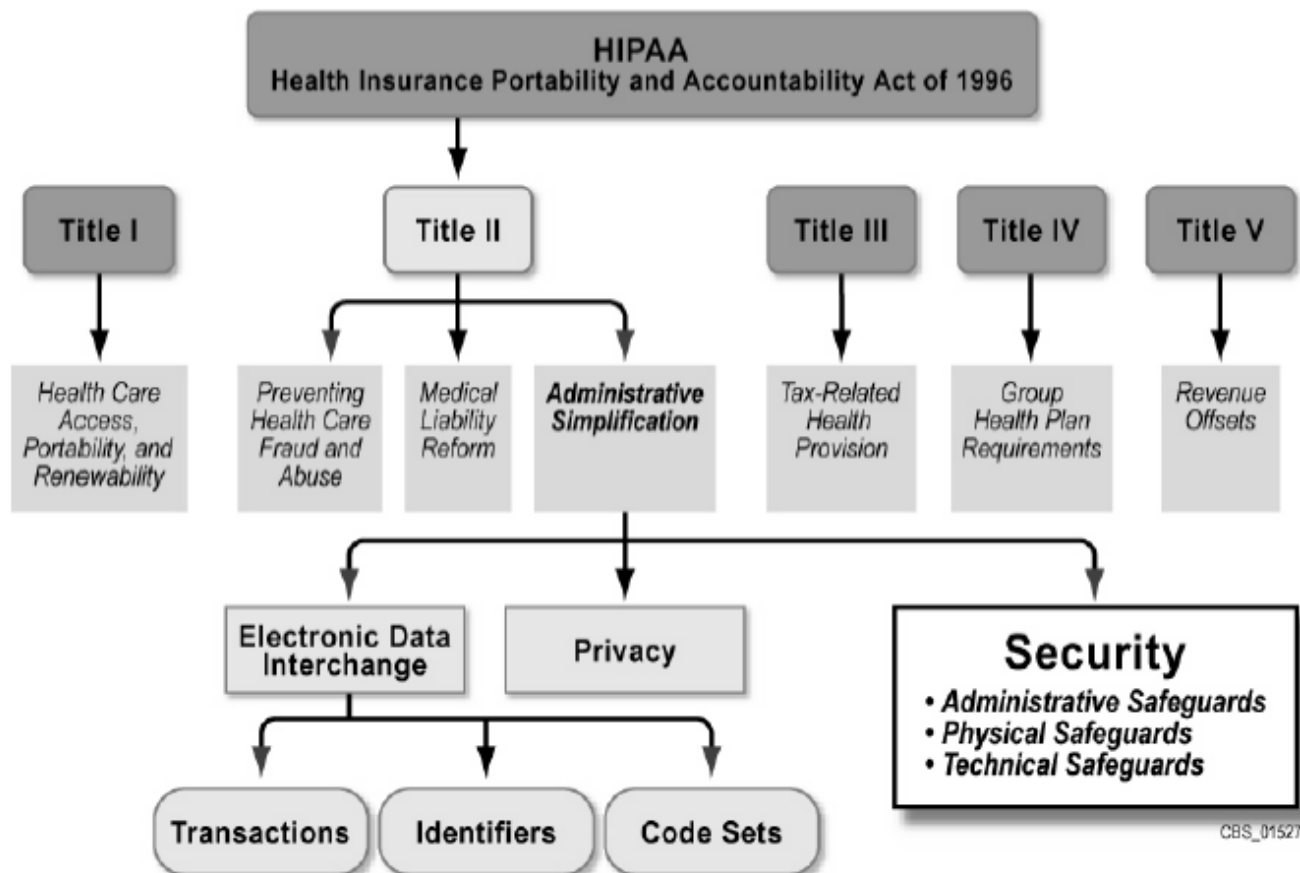 HIPAA
Health Insurance Portability and Accountability Act of 1996
Title I
Title II
Title III
Title IV
Title V
Health Care
Access,
Portability, and
Renewability
Preventing
Health Care
Fraud and
Abuse
Medical
Liability
Reform
Administrative
Simplification
Tax-Related
Health
Provision
Group
Health Plan
Requirements
Revenue
Offsets
Electronic Data
Interchange
Privacy
Security
• Administrative Safeguards
• Physical Safeguards
• Technical Safeguards
Transactions
Identifiers
Code Sets
CBS_01527